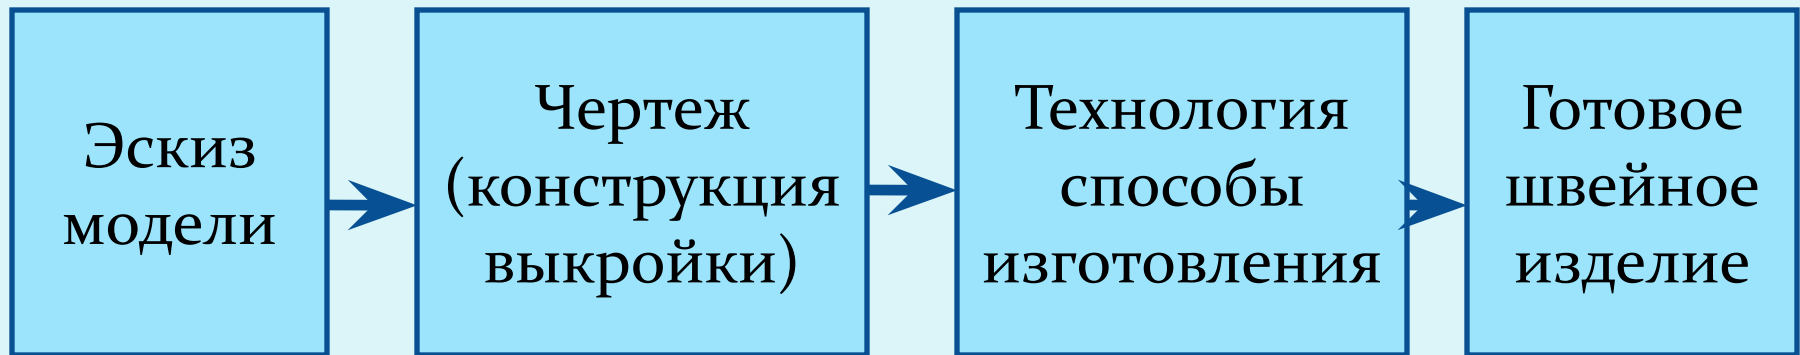 Эскиз
модели
Чертеж
(конструкция
выкройки)
Технология
способы
изготовления
Готовое
швейное
изделие